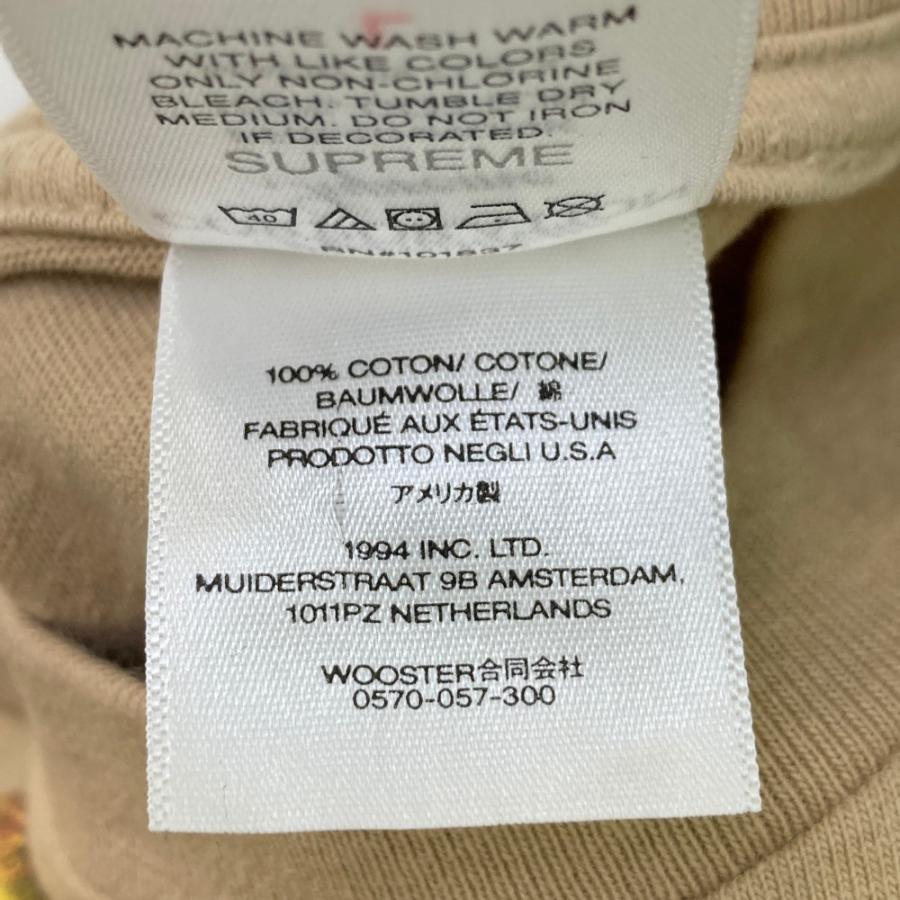 MACHINE WASH WARM
WITH LIKE COLORS
ONLY NON-CHLORINE
BLEACH. TUMBLE DRY
MEDIUM. DO NOT IRON
IF DECORATED.
SUPREME
40
100% COTON/ COTONE/
BAUMWOLLE/ 綿
FABRIQUÉ AUX ÉTATS-UNIS
PRODOTTO NEGLI U.S.A
アメリカ製
1994 INC. LTD.
MUIDERSTRAAT 9B AMSTERDAM,
1011PZ NETHERLANDS
WOOSTER合同会社
0570-057-300